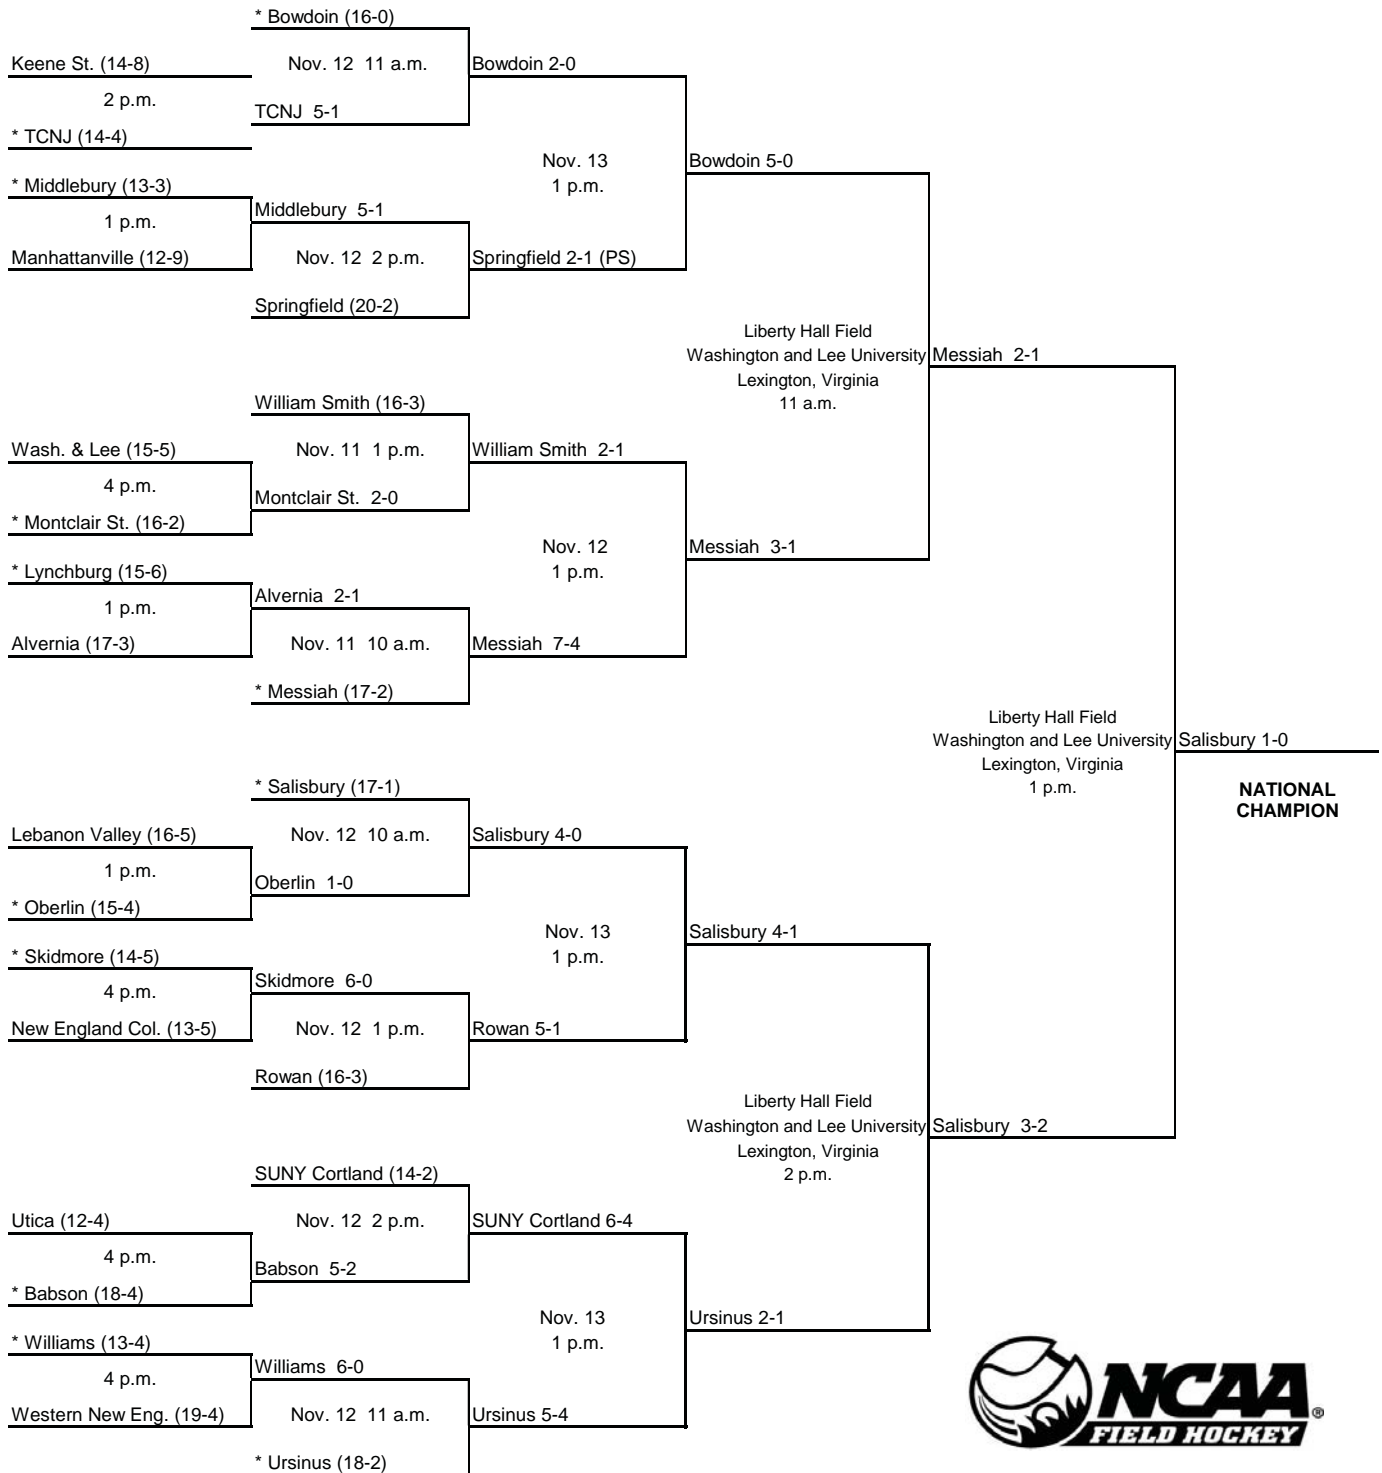 * Bowdoin (16-0)
Keene St. (14-8)
Nov. 12 11 a.m.
Bowdoin 2-0
2 p.m.
TCNJ 5-1
* TCNJ (14-4)
Nov. 13
1 p.m.
Bowdoin 5-0
* Middlebury (13-3)
1 p.m.
Middlebury 5-1
Manhattanville (12-9)
Nov. 12 2 p.m.
Springfield 2-1 (PS)
Springfield (20-2)
Liberty Hall Field
Washington and Lee University
Lexington, Virginia
11 a.m.
Messiah 2-1
William Smith (16-3)
Wash. & Lee (15-5)
Nov. 11 1 p.m.
William Smith 2-1
4 p.m.
Montclair St. 2-0
* Montclair St. (16-2)
Nov. 12
1 p.m.
Messiah 3-1
* Lynchburg (15-6)
1 p.m.
Alvernia 2-1
Alvernia (17-3)
Nov. 11 10 a.m.
Messiah 7-4
* Messiah (17-2)
Liberty Hall Field
Washington and Lee University
Lexington, Virginia
1 p.m.
Salisbury 1-0
NATIONAL
CHAMPION
* Salisbury (17-1)
Lebanon Valley (16-5)
Nov. 12 10 a.m.
Salisbury 4-0
1 p.m.
Oberlin 1-0
* Oberlin (15-4)
Nov. 13
1 p.m.
Salisbury 4-1
* Skidmore (14-5)
4 p.m.
Skidmore 6-0
New England Col. (13-5)
Nov. 12 1 p.m.
Rowan 5-1
Rowan (16-3)
Liberty Hall Field
Washington and Lee University
Lexington, Virginia
2 p.m.
Salisbury 3-2
SUNY Cortland (14-2)
Utica (12-4)
Nov. 12 2 p.m.
SUNY Cortland 6-4
4 p.m.
Babson 5-2
* Babson (18-4)
Nov. 13
1 p.m.
Ursinus 2-1
* Williams (13-4)
4 p.m.
Williams 6-0
Western New Eng. (19-4)
Nov. 12 11 a.m.
Ursinus 5-4
* Ursinus (18-2)
NCAA®
FIELD HOCKEY